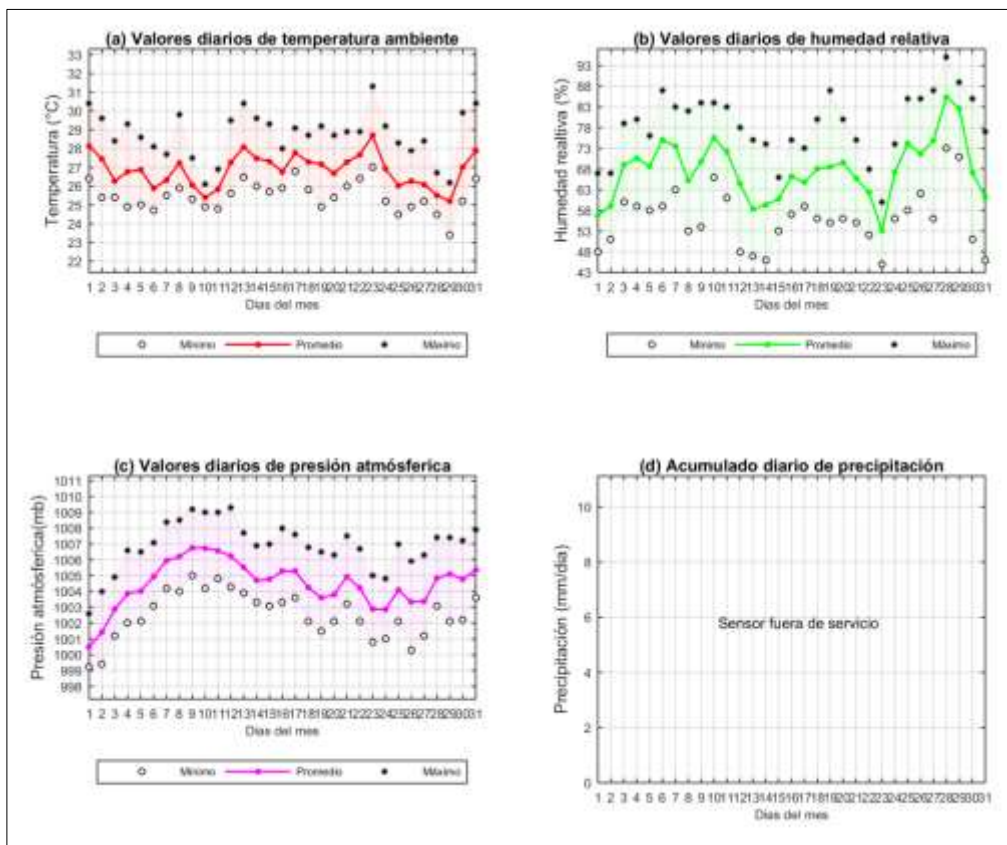 (a) Valores diarios de temperatura ambiente
33
32
31
30
29
28
27
26
25
24
23
22
Temperatura (°C)
1 2 3 4 5 6 7 8 9 10 11 12 13 14 15 16 17 18 19 20 21 22 23 24 25 26 27 28 29 30 31
Dias del mes
Mínimo Promedio Máximo
(b) Valores diarios de humedad relativa
93
88
83
78
73
68
63
58
53
48
43
Humedad realtiva (%)
1 2 3 4 5 6 7 8 9 10 11 12 13 14 15 16 17 18 19 20 21 22 23 24 25 26 27 28 29 30 31
Dias del mes
Mínimo Promedio Máximo
(c) Valores diarios de presión atmósferica
1011
1010
1009
1008
1007
1006
1005
1004
1003
1002
1001
1000
999
998
Presión atmósferica(mb)
1 2 3 4 5 6 7 8 9 10 11 12 13 14 15 16 17 18 19 20 21 22 23 24 25 26 27 28 29 30 31
Dias del mes
Mínimo Promedio Máximo
(d) Acumulado diario de precipitación
10
8
6
4
2
0
Precipitación (mm/dia)
Sensor fuera de servicio
1 2 3 4 5 6 7 8 9 10 11 12 13 14 15 16 17 18 19 20 21 22 23 24 25 26 27 28 29 30 31
Dias del mes